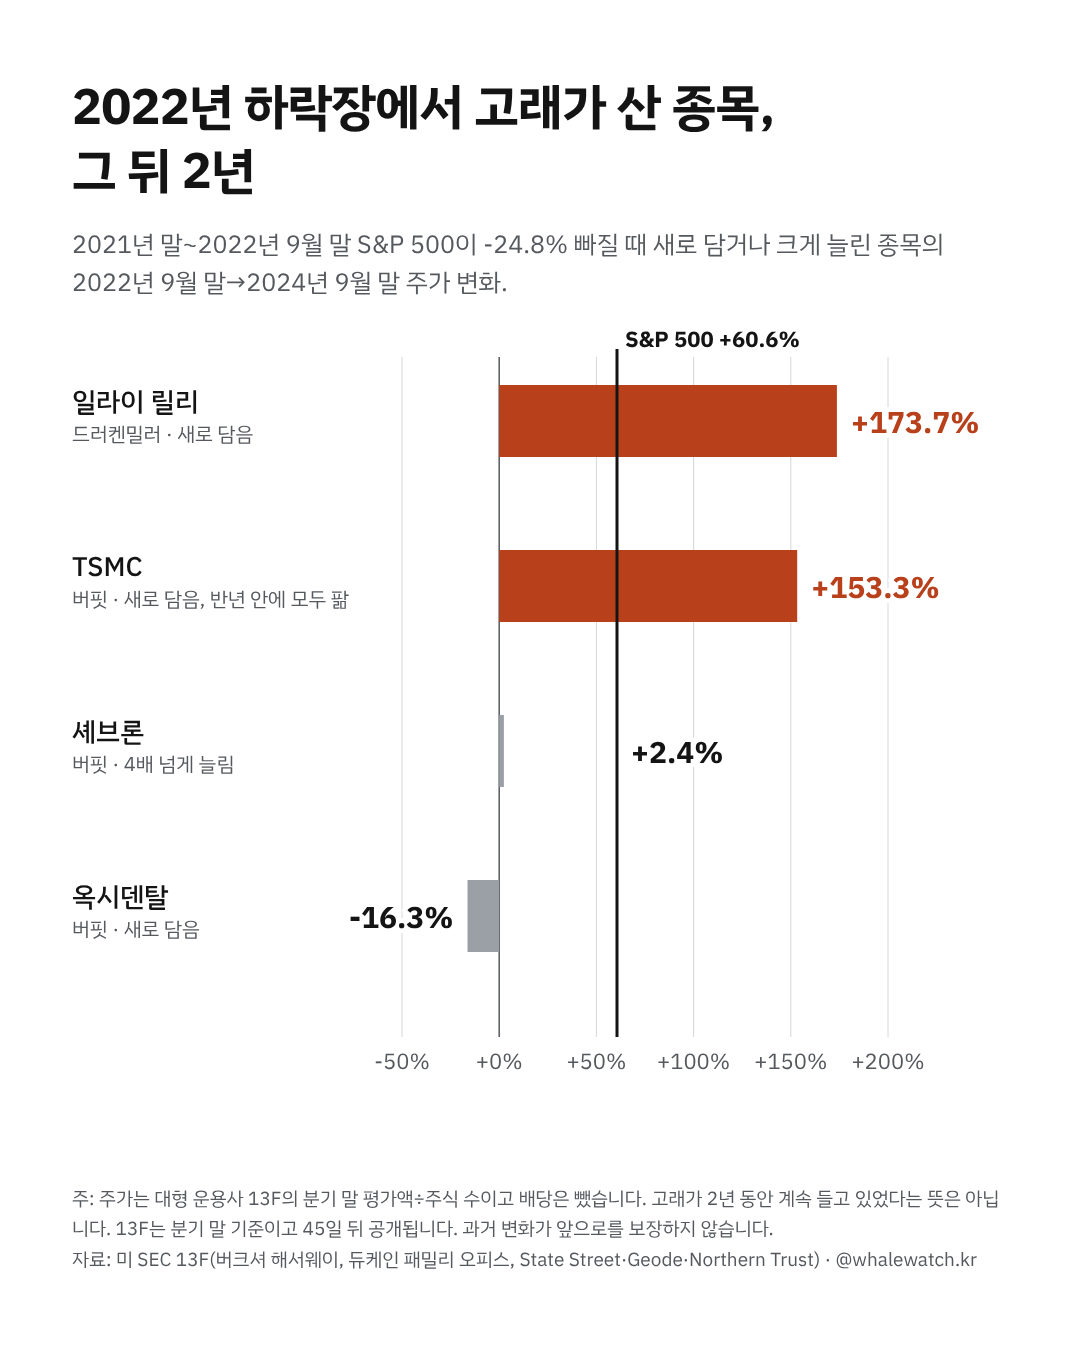 2022년 하락장에서 고래가 산 종목,
그 뒤 2년
2021년 말~2022년 9월 말 S&P 500이 -24.8% 빠질 때 새로 담거나 크게 늘린 종목의
2022년 9월 말→2024년 9월 말 주가 변화.
S&P 500 +60.6%
일라이 릴리
드러켄밀러 · 새로 담음
+173.7%
TSMC
버핏 · 새로 담음, 반년 안에 모두 팖
+153.3%
셰브론
버핏 · 4배 넘게 늘림
+2.4%
옥시덴탈
버핏 · 새로 담음
-16.3%
-50% +0% +50% +100% +150% +200%
주: 주가는 대형 운용사 13F의 분기 말 평가액÷주식 수이고 배당은 뺐습니다. 고래가 2년 동안 계속 들고 있었다는 뜻은 아닙
니다. 13F는 분기 말 기준이고 45일 뒤 공개됩니다. 과거 변화가 앞으로를 보장하지 않습니다.
자료: 미 SEC 13F(버크셔 해서웨이, 듀케인 패밀리 오피스, State Street·Geode·Northern Trust) · @whalewatch.kr